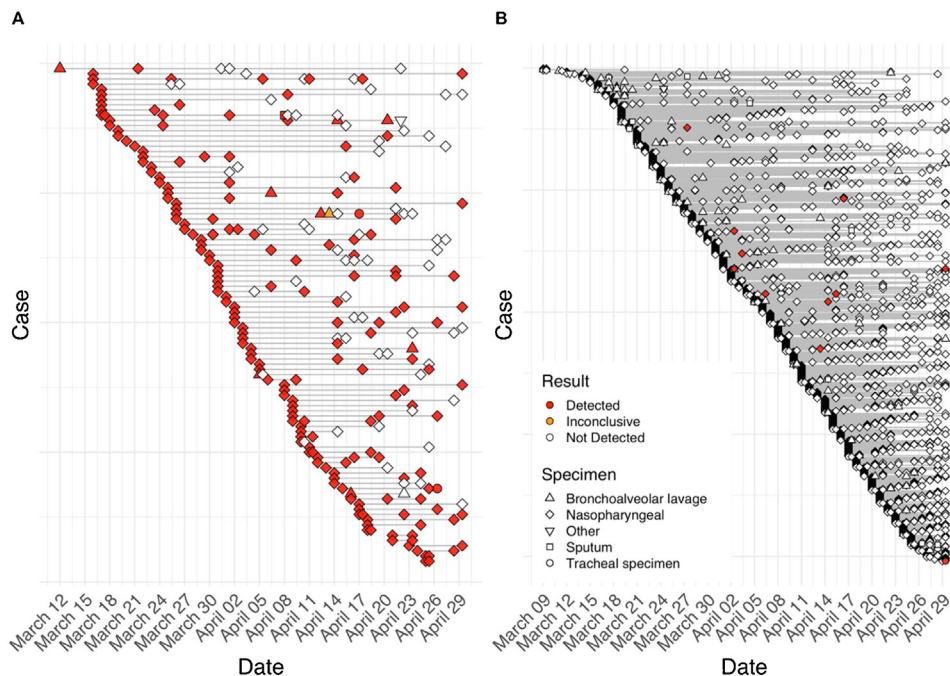 A
B
Case
Case
Result
Detected
Inconclusive
Not Detected
Specimen
Bronchoalveolar lavage
Nasopharyngeal
Other
Sputum
Tracheal specimen
March 12
March 15
March 18
March 21
March 24
March 27
March 30
April 02
April 05
April 08
April 11
April 14
April 17
April 20
April 23
April 26
April 29
March 09
March 12
March 15
March 18
March 21
March 24
March 27
March 30
April 02
April 05
April 08
April 11
April 14
April 17
April 20
April 23
April 26
April 29
Date
Date